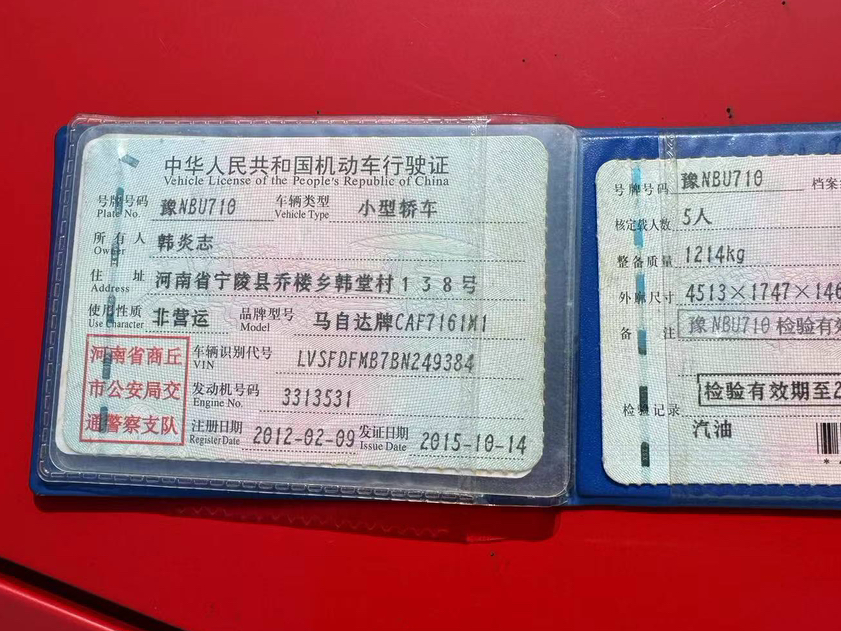 中华人民共和国机动车行驶证
Vehicle License of the People's Republic of China
号牌号码 豫NBU710 车辆类型 小型轿车
Plate No. Vehicle Type
所有人 韩炎志
Owner
住址 河南省宁陵县乔楼乡韩堂村138号
Address
使用性质 非营运 品牌型号 马自达牌CAF7161M1
Use Character Model
河南省商丘
市公安局交
通警察支队
车辆识别代号 LVSFDFMB7BN249384
VIN
发动机号码 3313531
Engine No.
注册日期 2012-02-09 发证日期 2015-10-14
Register Date Issue Date
号牌号码 豫NBU710 档案
核定载人数 5人
整备质量 1214kg
外廓尺寸 4513×1747×146
备注 豫NBU710 检验有效
检验有效期至2
检验记录
汽油